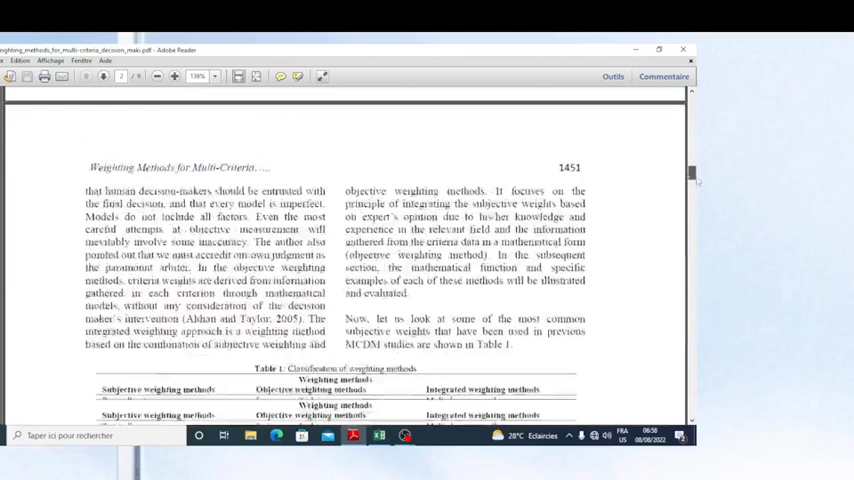 eighting_methods_for_multi-criteria_decision_maki.pdf - Adobe Reader
Edition Affichage Fenêtre Aide
2 / 9 139% Outils Commentaire
Weighting Methods for Multi-Criteria…. 1451
that human decision-makers should be entrusted with
the final decision, and that every model is imperfect.
Models do not include all factors. Even the most
careful attempts at objective measurement will
inevitably involve some inaccuracy. The author also
pointed out that we must accredit our own judgment as
the paramount arbiter. In the objective weighting
methods, criteria weights are derived from information
gathered in each criterion through mathematical
models, without any consideration of the decision
maker's intervention (Aldian and Taylor, 2005). The
integrated weighting approach is a weighting method
based on the combination of subjective weighting and
objective weighting methods. It focuses on the
principle of integrating the subjective weights based
on expert's opinion due to his/her knowledge and
experience in the relevant field and the information
gathered from the criteria data in a mathematical form
(objective weighting method). In the subsequent
section, the mathematical function and specific
examples of each of these methods will be illustrated
and evaluated.
Now, let us look at some of the most common
subjective weights that have been used in previous
MCDM studies are shown in Table 1.
Table 1: Classification of weighting methods
Weighting methods
Subjective weighting methods Objective weighting methods Integrated weighting methods
Weighting methods
Subjective weighting methods Objective weighting methods Integrated weighting methods
Taper ici pour rechercher 28°C Eclaircies FRA 06:58
US 08/08/2022 2